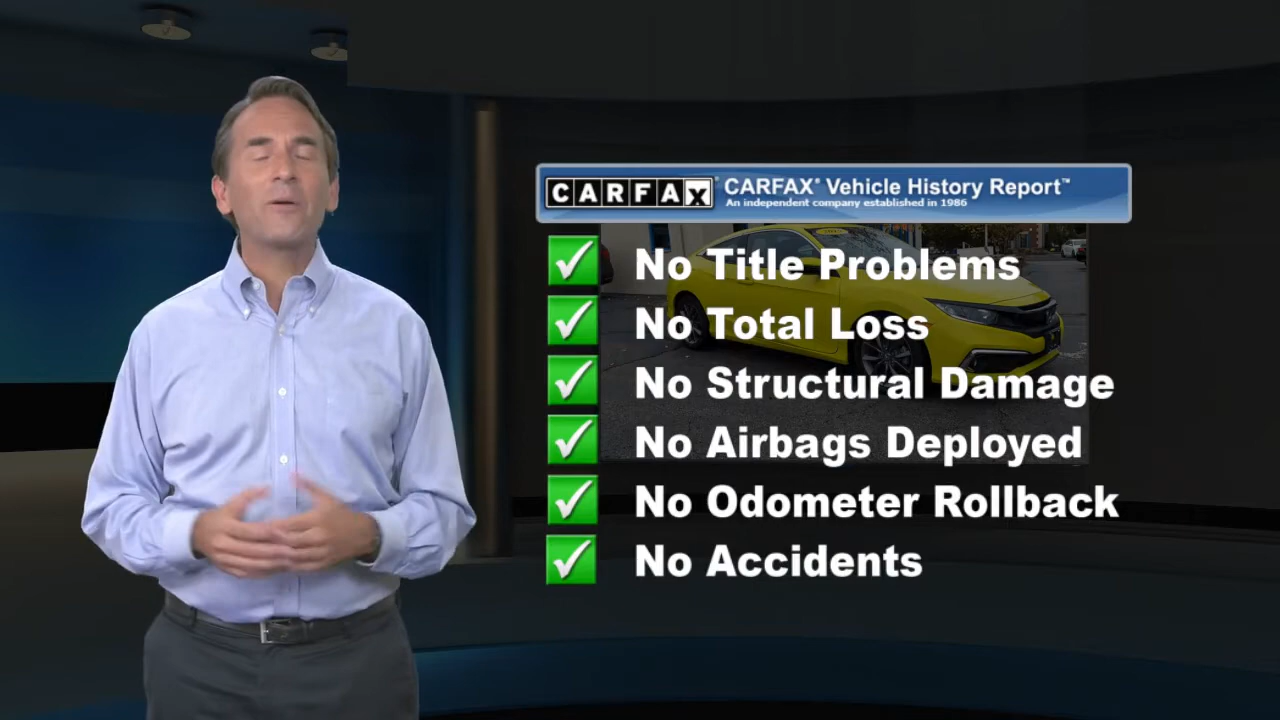 CARFAX® CARFAX® Vehicle History Report™
An independent company established in 1986
No Title Problems
No Total Loss
No Structural Damage
No Airbags Deployed
No Odometer Rollback
No Accidents